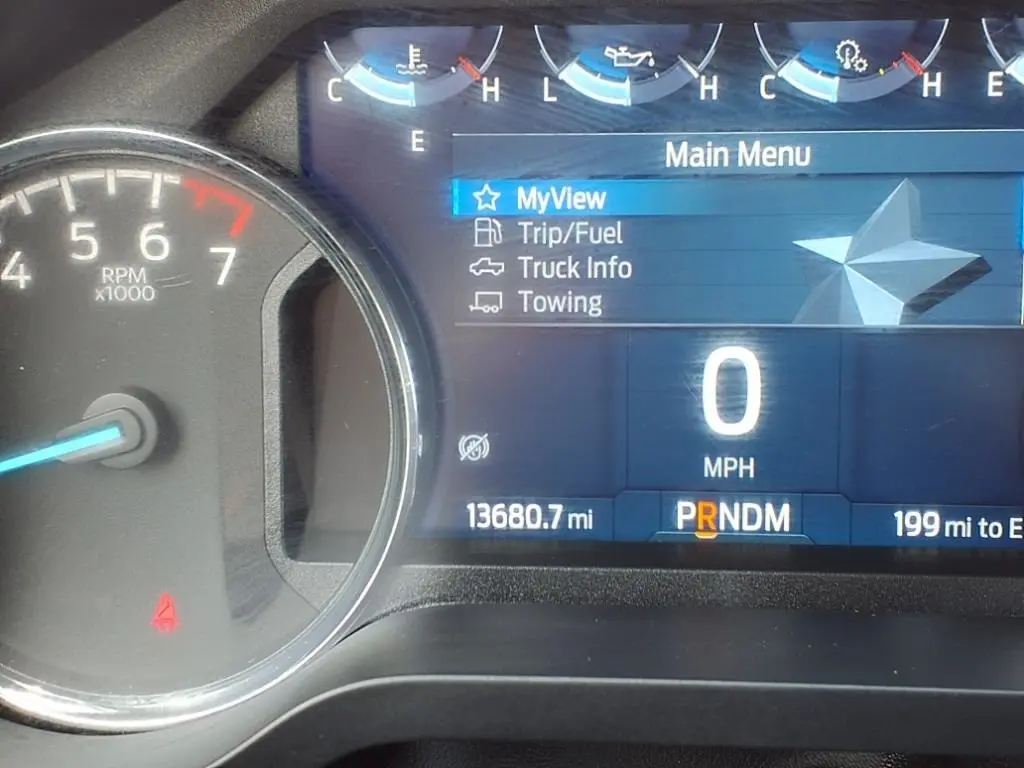 C H L H C H E
E
Main Menu
MyView
Trip/Fuel
Truck Info
Towing
4 5 6 7
RPM
x1000
0
MPH
13680.7 mi
PRNDM
199 mi to E